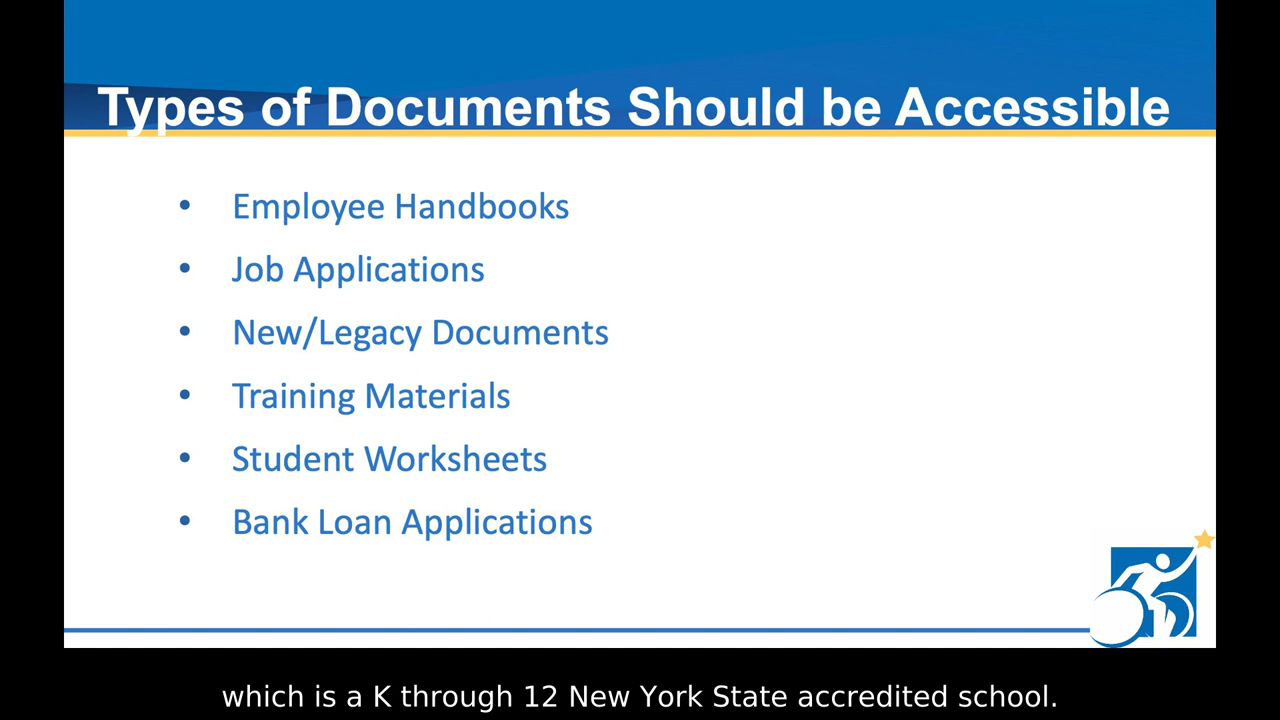 Types of Documents Should be Accessible
• Employee Handbooks
• Job Applications
• New/Legacy Documents
• Training Materials
• Student Worksheets
• Bank Loan Applications
which is a K through 12 New York State accredited school.